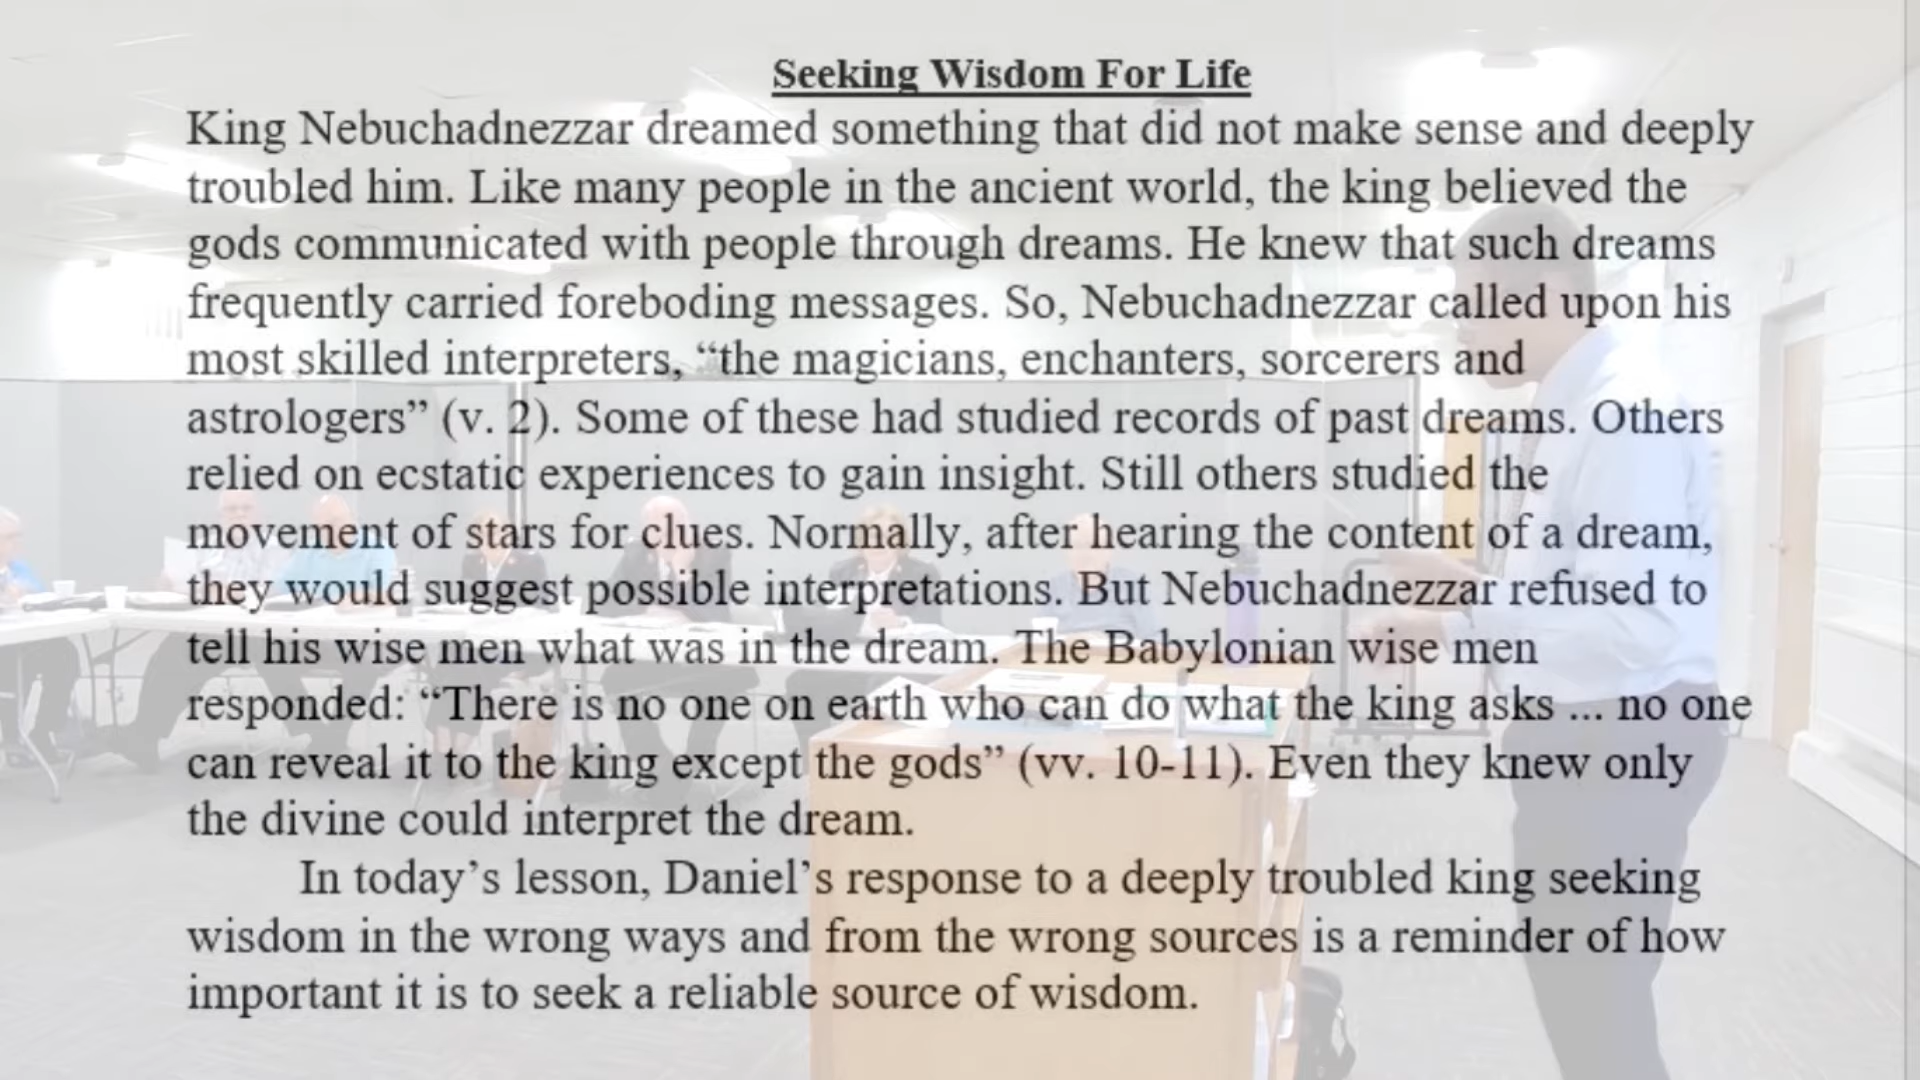 Seeking Wisdom For Life
King Nebuchadnezzar dreamed something that did not make sense and deeply
troubled him. Like many people in the ancient world, the king believed the
gods communicated with people through dreams. He knew that such dreams
frequently carried foreboding messages. So, Nebuchadnezzar called upon his
most skilled interpreters, “the magicians, enchanters, sorcerers and
astrologers” (v. 2). Some of these had studied records of past dreams. Others
relied on ecstatic experiences to gain insight. Still others studied the
movement of stars for clues. Normally, after hearing the content of a dream,
they would suggest possible interpretations. But Nebuchadnezzar refused to
tell his wise men what was in the dream. The Babylonian wise men
responded: “There is no one on earth who can do what the king asks ... no one
can reveal it to the king except the gods” (vv. 10-11). Even they knew only
the divine could interpret the dream.
In today’s lesson, Daniel’s response to a deeply troubled king seeking
wisdom in the wrong ways and from the wrong sources is a reminder of how
important it is to seek a reliable source of wisdom.